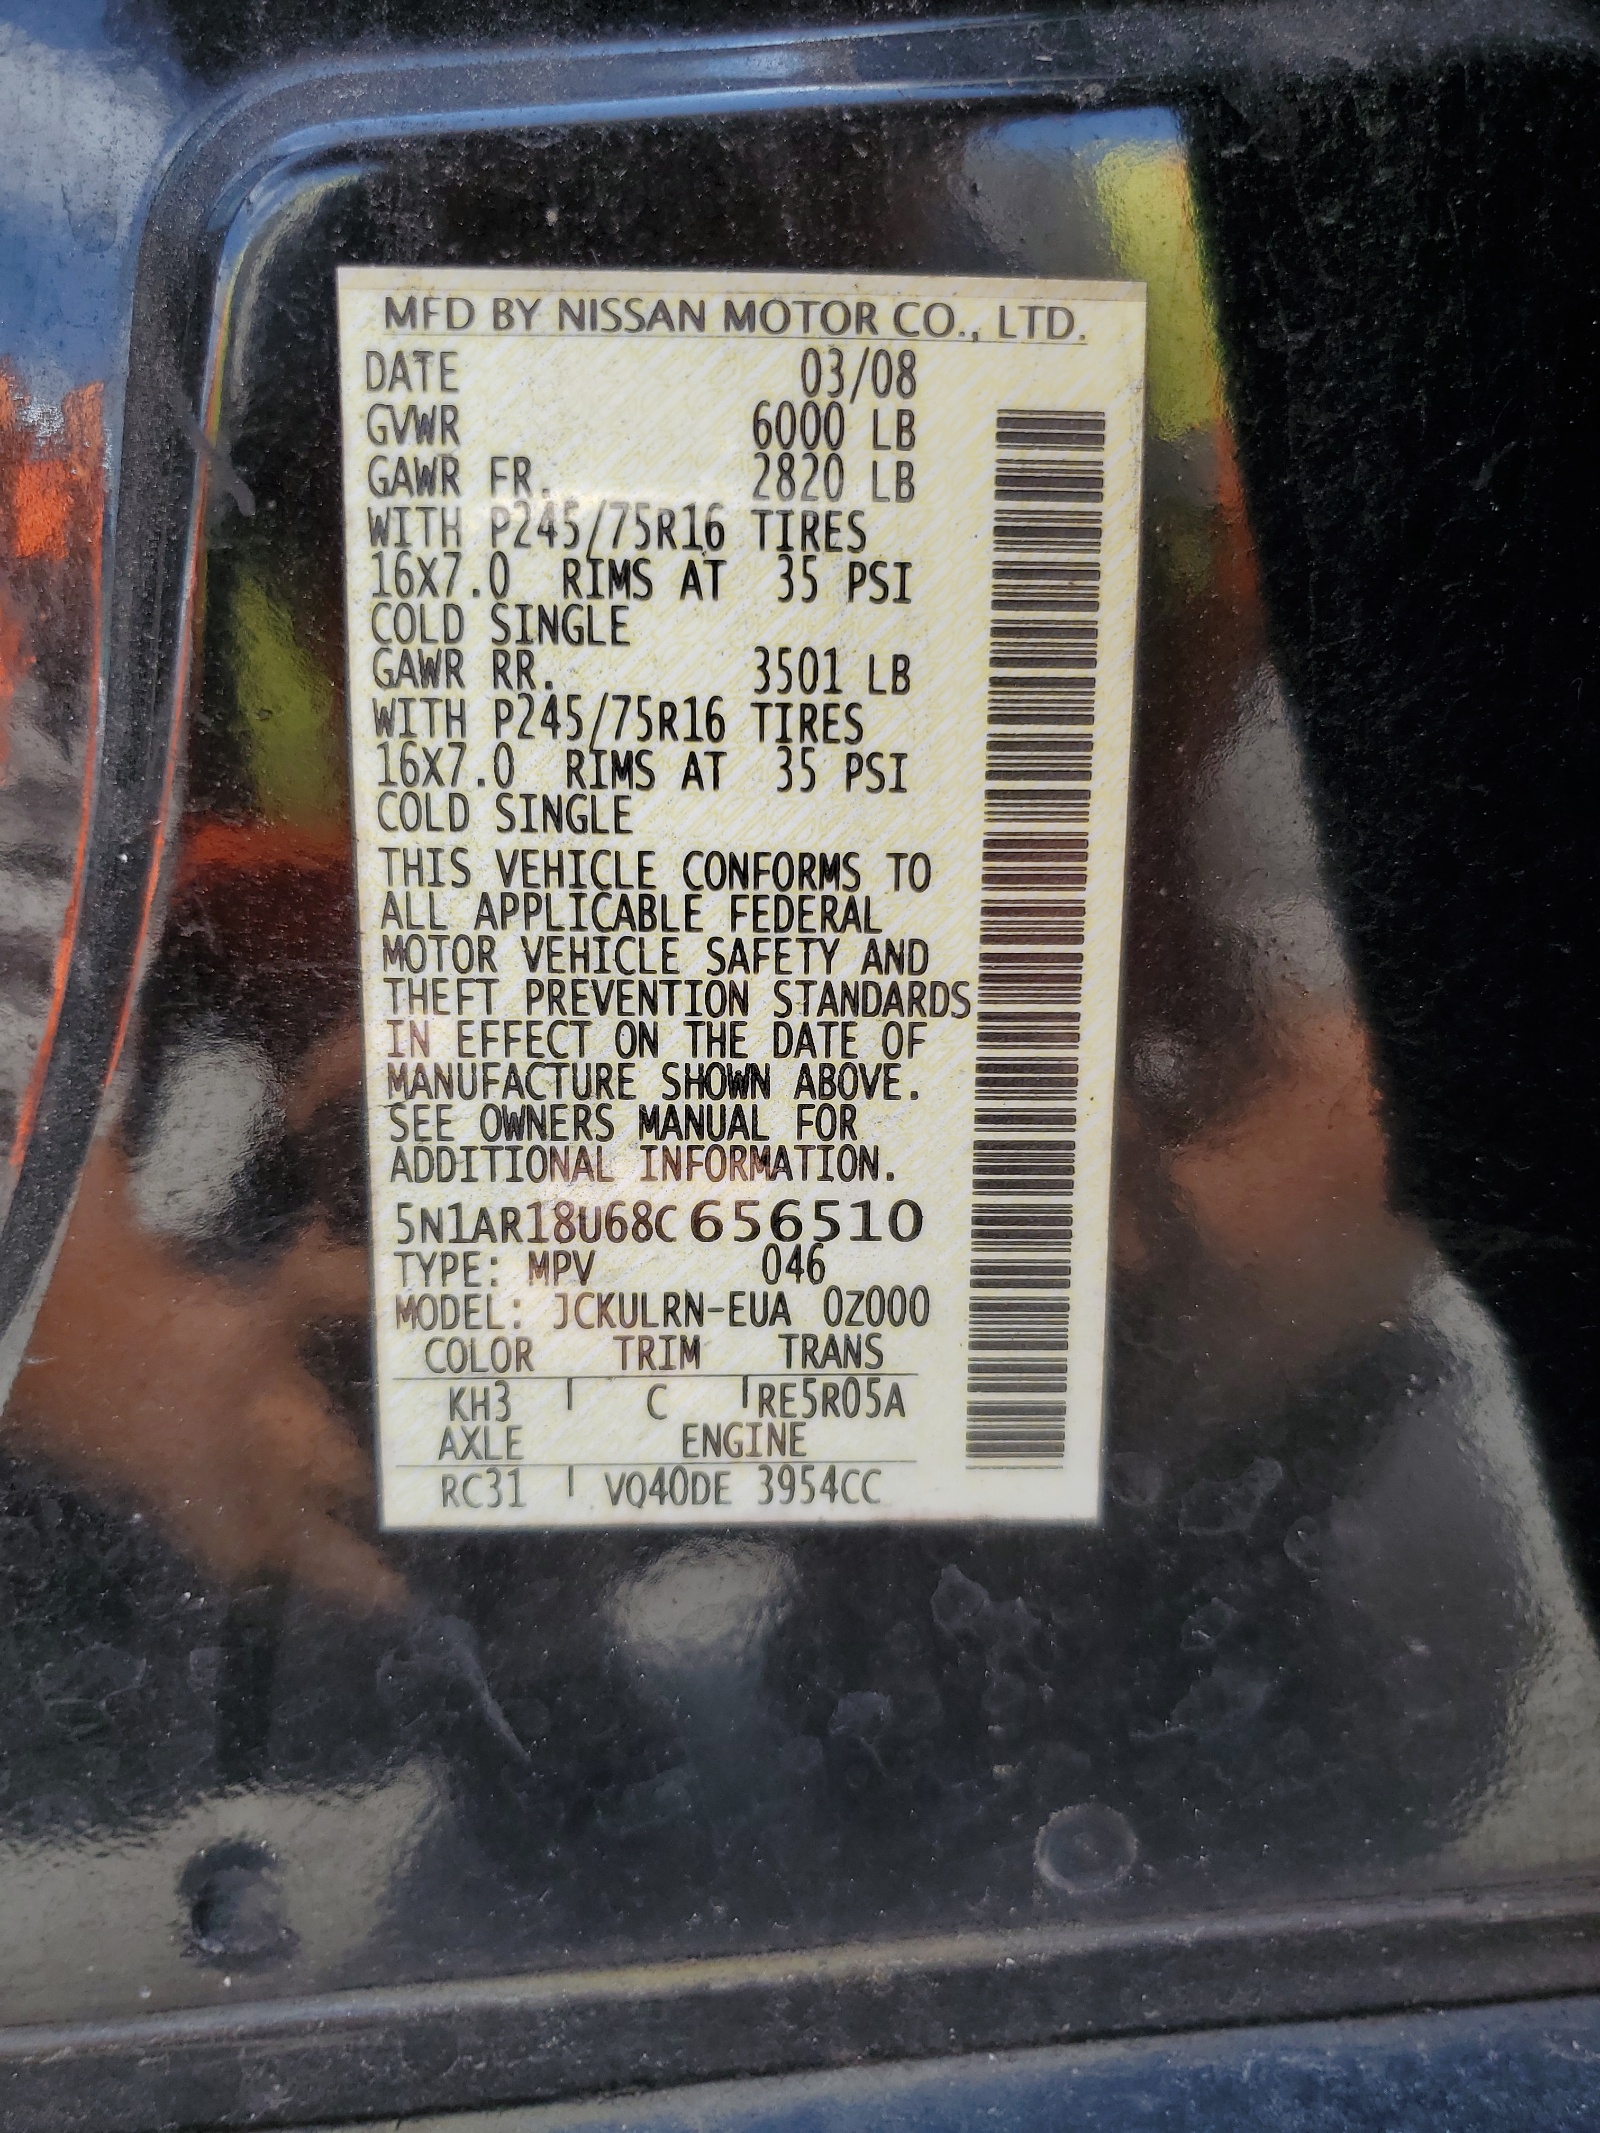 MFD BY NISSAN MOTOR CO., LTD.
DATE 03/08
GVWR 6000 LB
GAWR FR. 2820 LB
WITH P245/75R16 TIRES
16X7.0 RIMS AT 35 PSI
COLD SINGLE
GAWR RR. 3501 LB
WITH P245/75R16 TIRES
16X7.0 RIMS AT 35 PSI
COLD SINGLE
THIS VEHICLE CONFORMS TO
ALL APPLICABLE FEDERAL
MOTOR VEHICLE SAFETY AND
THEFT PREVENTION STANDARDS
IN EFFECT ON THE DATE OF
MANUFACTURE SHOWN ABOVE.
SEE OWNERS MANUAL FOR
ADDITIONAL INFORMATION.
5N1AR18U68C656510
TYPE: MPV 046
MODEL: JCKULRN-EUA 0Z000
COLOR TRIM TRANS
KH3 C RE5R05A
AXLE ENGINE
RC31 VQ40DE 3954CC